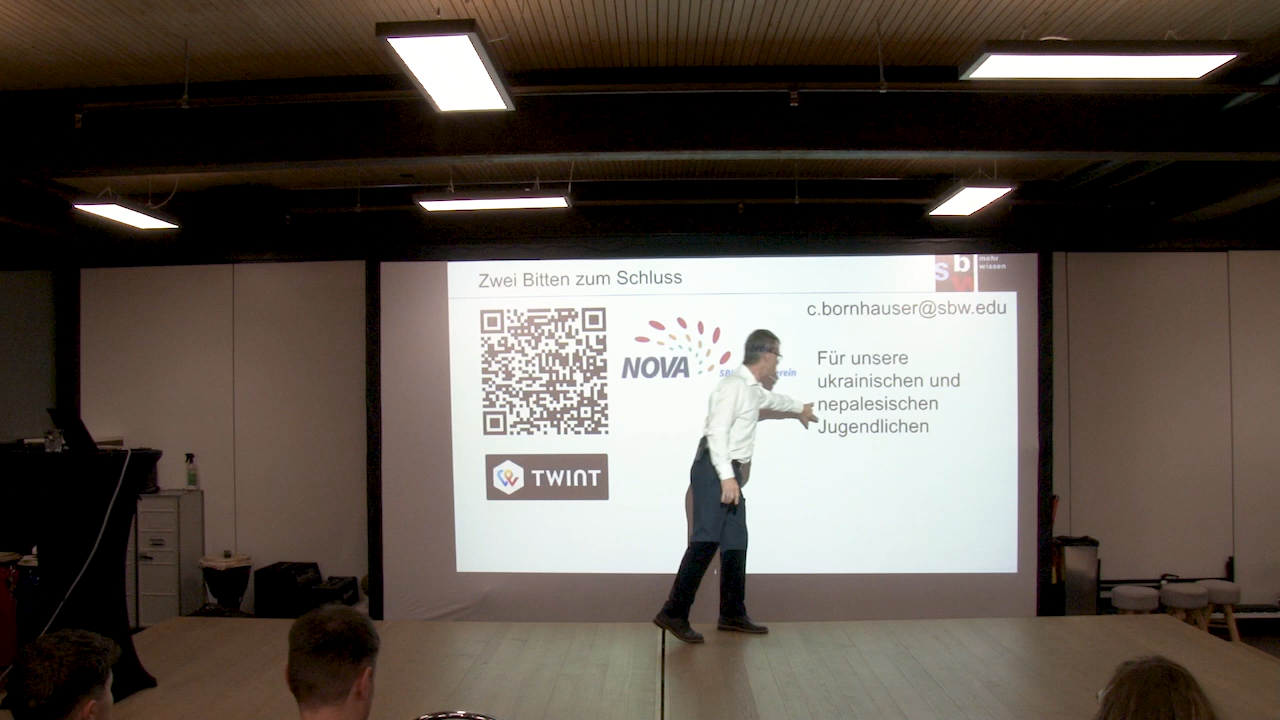 Zwei Bitten zum Schluss
sb
mehr
wissen
c.bornhauser@sbw.edu
NOVA
Für unsere
ukrainischen und
nepalesischen
Jugendlichen
TWINT